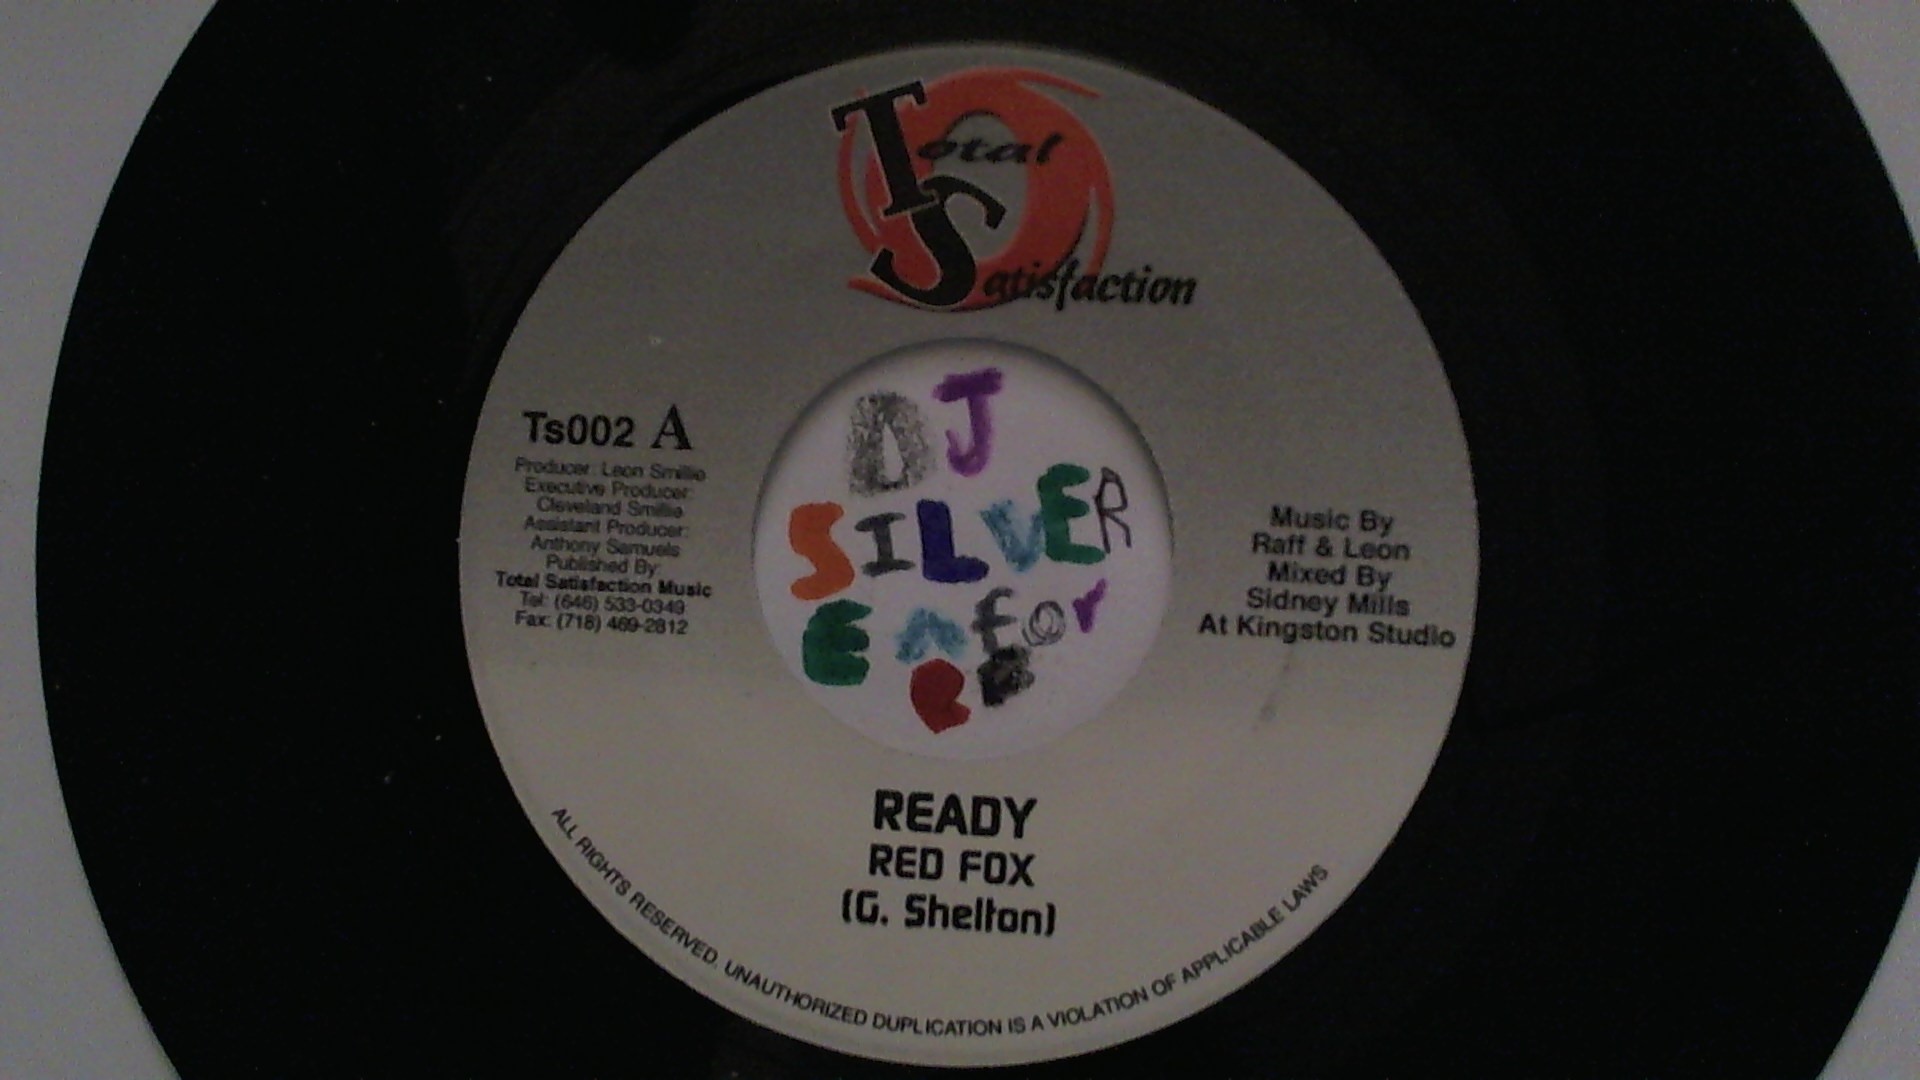 Total
Satisfaction
Ts002 A
Producer: Leon Smillie
Executive Producer:
Cleveland Smillie
Assistant Producer:
Anthony Samuels
Published By:
Total Satisfaction Music
Tel: (646) 533-0349
Fax: (718) 469-2812
DJ
SILVER
for
Music By
Raff & Leon
Mixed By
Sidney Mills
At Kingston Studio
READY
RED FOX
(G. Shelton)
ALL RIGHTS RESERVED. UNAUTHORIZED DUPLICATION IS A VIOLATION OF APPLICABLE LAWS